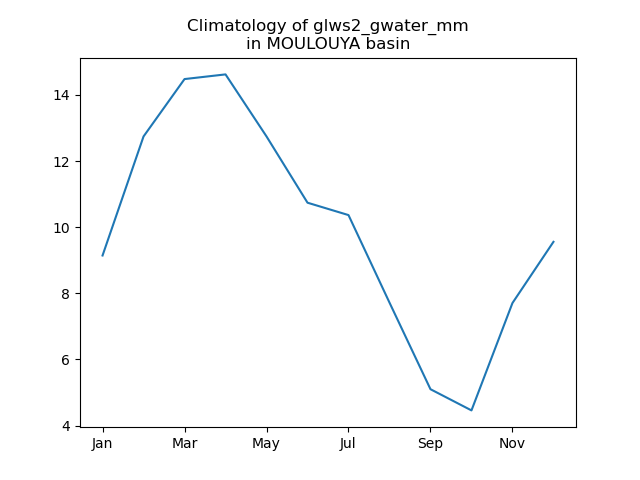 Climatology of glws2_gwater_mm
in MOULOUYA basin
14
12
10
8
6
4
Jan
Mar
May
Jul
Sep
Nov